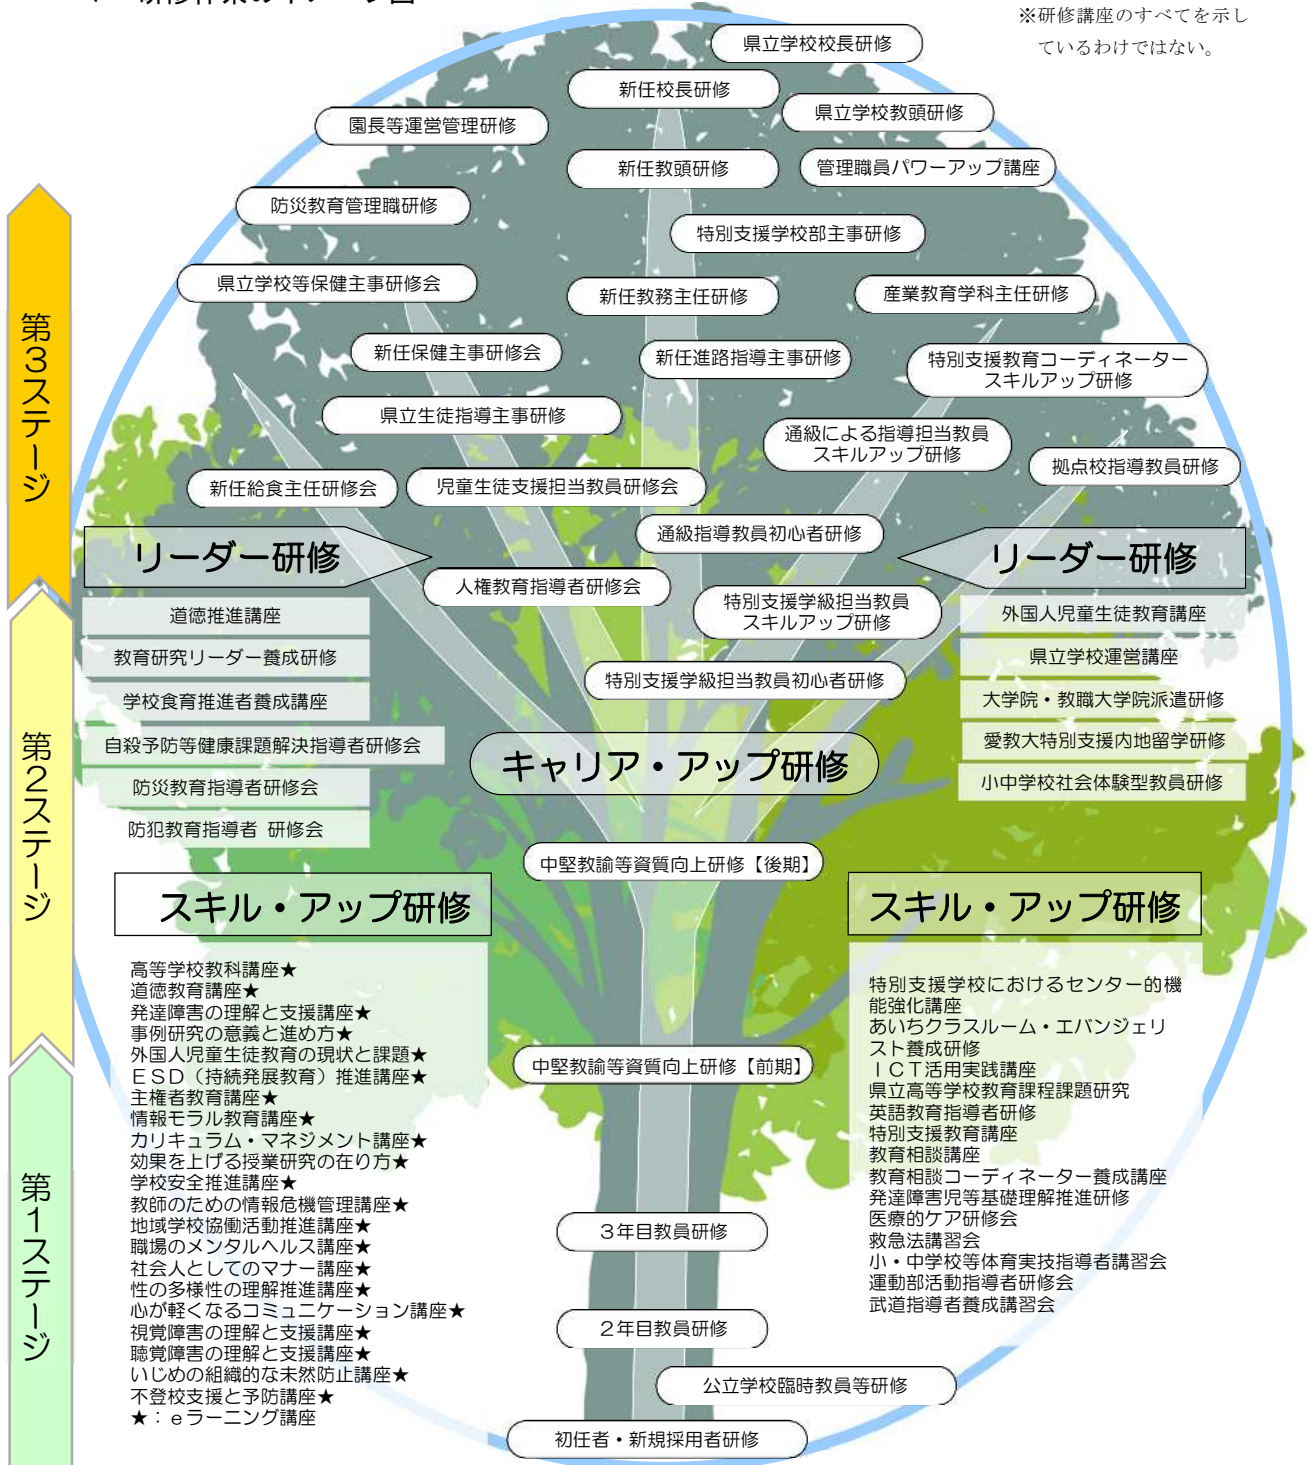 ※研修講座のすべてを示し
ているわけではない。
県立学校校長研修
新任校長研修
県立学校教頭研修
園長等運営管理研修
新任教頭研修
管理職員パワーアップ講座
防災教育管理職研修
特別支援学校部主事研修
県立学校等保健主事研修会
新任教務主任研修
産業教育学科主任研修
新任保健主事研修会
新任進路指導主事研修
特別支援教育コーディネーター
スキルアップ研修
県立生徒指導主事研修
通級による指導担当教員
スキルアップ研修
拠点校指導教員研修
新任給食主任研修会
児童生徒支援担当教員研修会
通級指導教員初心者研修
人権教育指導者研修会
特別支援学級担当教員
スキルアップ研修
特別支援学級担当教員初心者研修
キャリア・アップ研修
中堅教諭等資質向上研修【後期】
中堅教諭等資質向上研修【前期】
3年目教員研修
2年目教員研修
公立学校臨時教員等研修
初任者・新規採用者研修
第3ステージ
第2ステージ
第1ステージ
リーダー研修
道徳推進講座
教育研究リーダー養成研修
学校食育推進者養成講座
自殺予防等健康課題解決指導者研修会
防災教育指導者研修会
防犯教育指導者 研修会
リーダー研修
外国人児童生徒教育講座
県立学校運営講座
大学院・教職大学院派遣研修
愛教大特別支援内地留学研修
小中学校社会体験型教員研修
スキル・アップ研修
高等学校教科講座★
道徳教育講座★
発達障害の理解と支援講座★
事例研究の意義と進め方★
外国人児童生徒教育の現状と課題★
ESD（持続発展教育）推進講座★
主権者教育講座★
情報モラル教育講座★
カリキュラム・マネジメント講座★
効果を上げる授業研究の在り方★
学校安全推進講座★
教師のための情報危機管理講座★
地域学校協働活動推進講座★
職場のメンタルヘルス講座★
社会人としてのマナー講座★
性の多様性の理解推進講座★
心が軽くなるコミュニケーション講座★
視覚障害の理解と支援講座★
聴覚障害の理解と支援講座★
いじめの組織的な未然防止講座★
不登校支援と予防講座★
★：eラーニング講座
スキル・アップ研修
特別支援学校におけるセンター的機
能強化講座
あいちクラスルーム・エバンジェリ
スト養成研修
ICT活用実践講座
県立高等学校教育課程課題研究
英語教育指導者研修
特別支援教育講座
教育相談講座
教育相談コーディネーター養成講座
発達障害児等基礎理解推進研修
医療的ケア研修会
救急法講習会
小・中学校等体育実技指導者講習会
運動部活動指導者研修会
武道指導者養成講習会